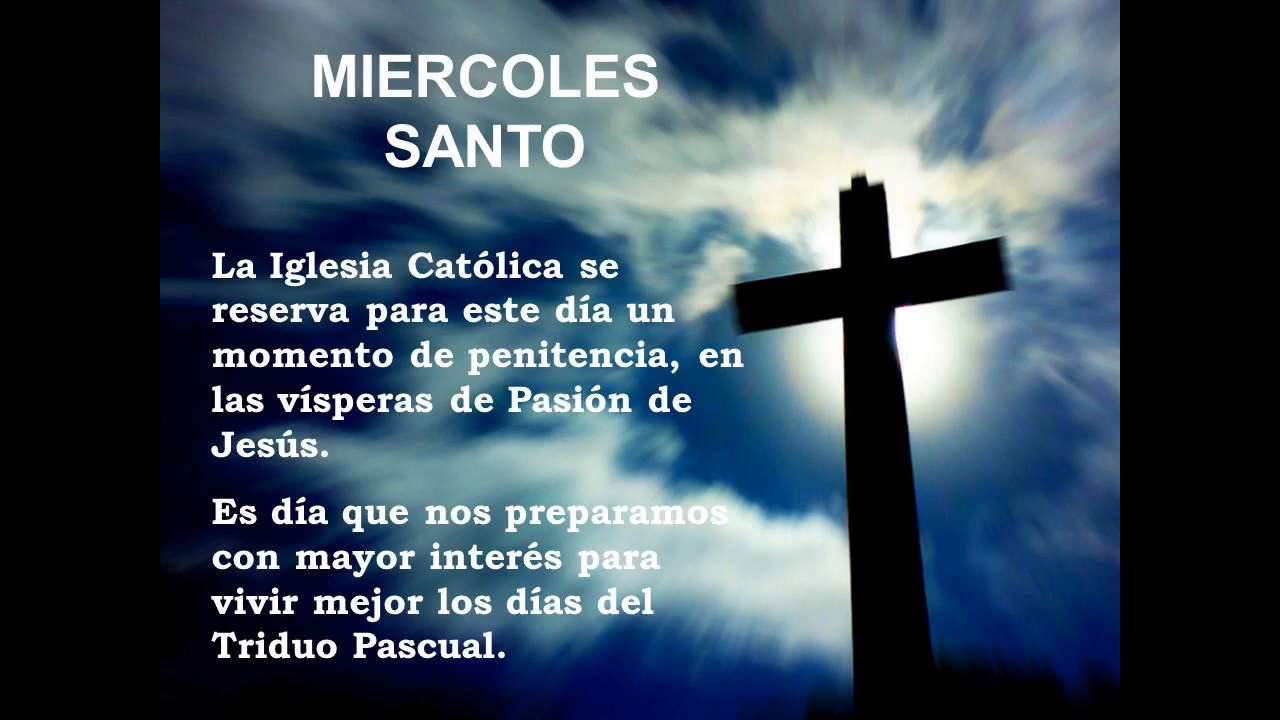 MIERCOLES
SANTO
La Iglesia Católica se
reserva para este día un
momento de penitencia, en
las vísperas de Pasión de
Jesús.
Es día que nos preparamos
con mayor interés para
vivir mejor los días del
Triduo Pascual.